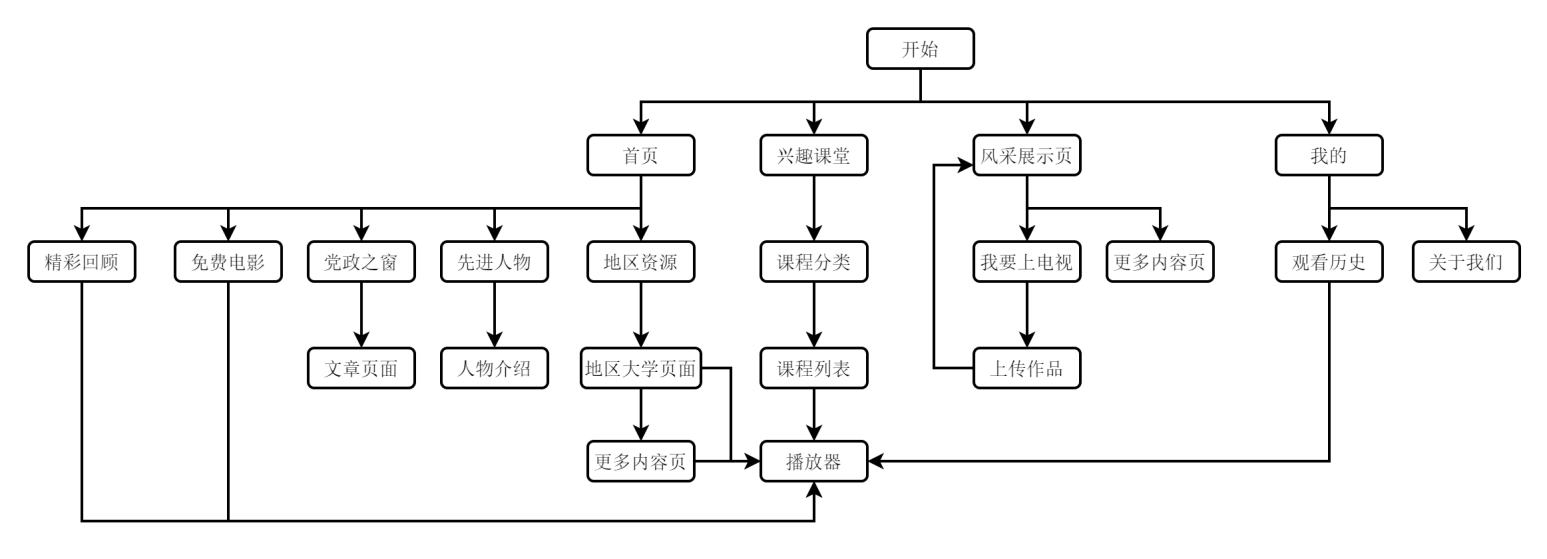 开始
首页
兴趣课堂
风采展示页
我的
精彩回顾
免费电影
党政之窗
先进人物
地区资源
课程分类
我要上电视
更多内容页
观看历史
关于我们
文章页面
人物介绍
地区大学页面
课程列表
上传作品
更多内容页
播放器